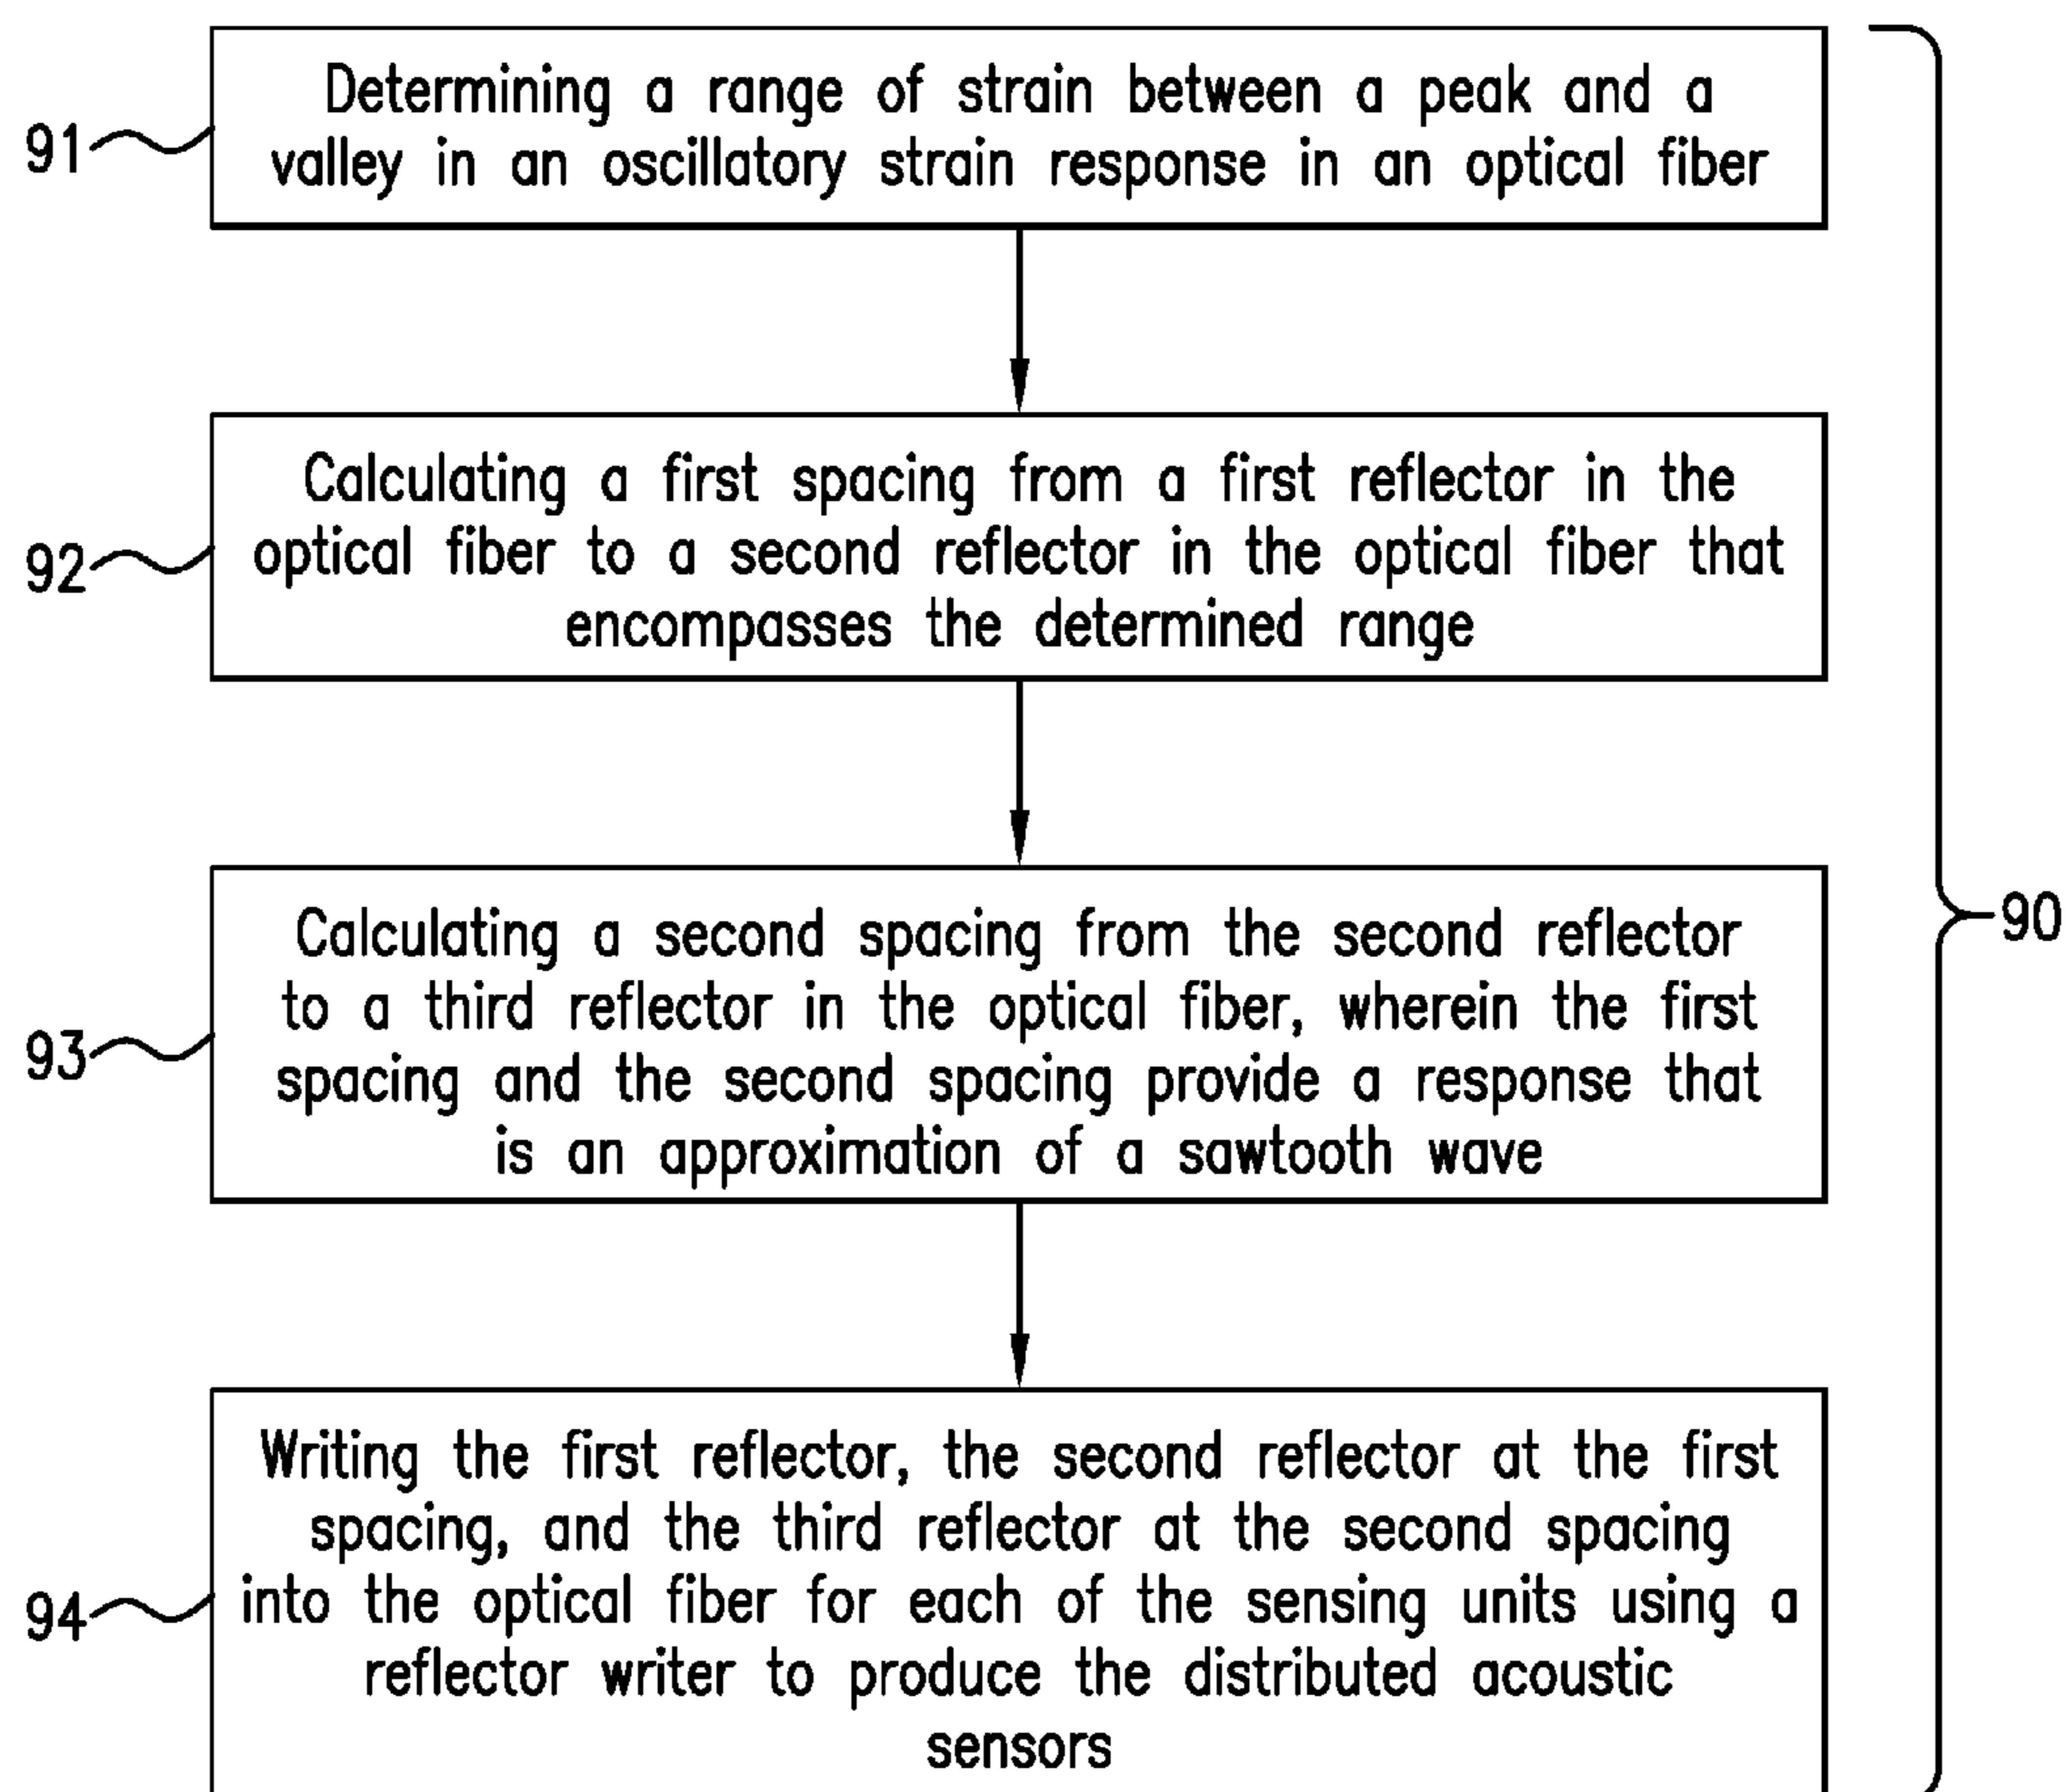 91
Determining a range of strain between a peak and a
valley in an oscillatory strain response in an optical fiber
92
Calculating a first spacing from a first reflector in the
optical fiber to a second reflector in the optical fiber that
encompasses the determined range
90
93
Calculating a second spacing from the second reflector
to a third reflector in the optical fiber, wherein the first
spacing and the second spacing provide a response that
is an approximation of a sawtooth wave
94
Writing the first reflector, the second reflector at the first
spacing, and the third reflector at the second spacing
into the optical fiber for each of the sensing units using a
reflector writer to produce the distributed acoustic
sensors